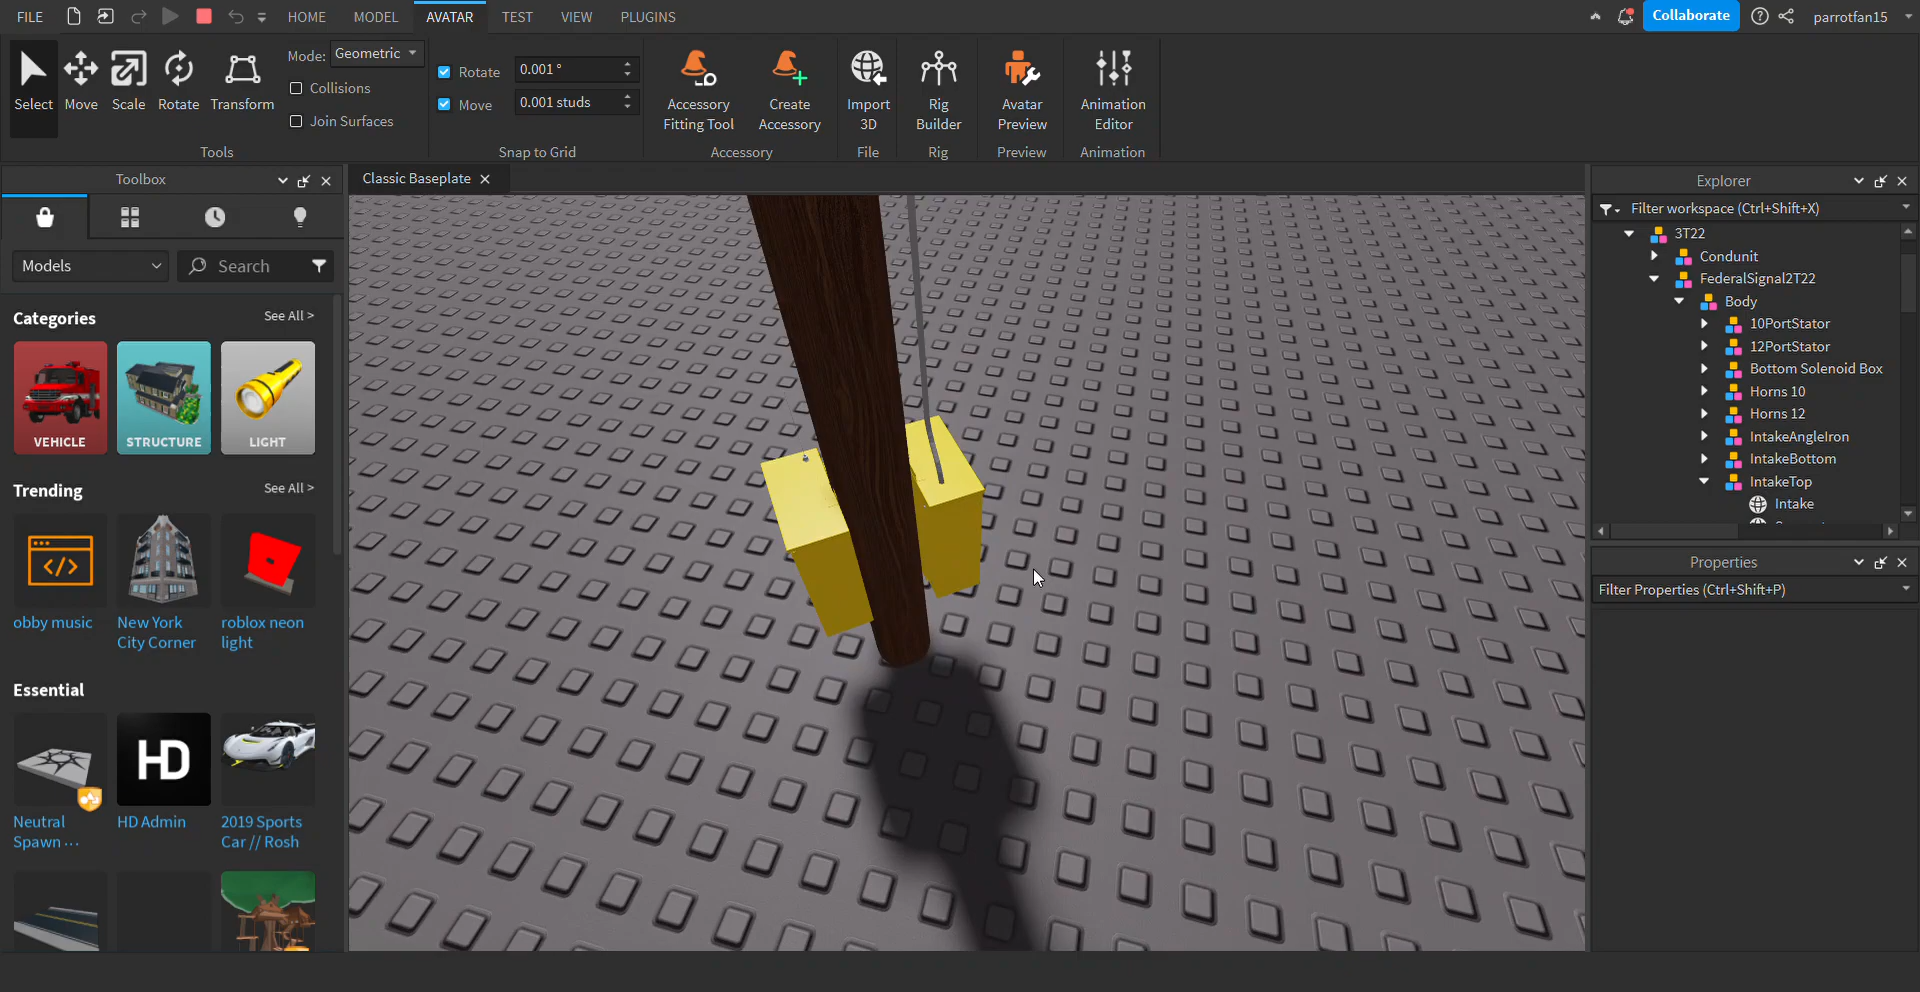 FILE HOME MODEL AVATAR TEST VIEW PLUGINS Collaborate parrotfan15
Select Move Scale Rotate Transform
Mode: Geometric
Collisions
Join Surfaces
Tools
Rotate 0.001 °
Move 0.001 studs
Snap to Grid
Accessory Fitting Tool
Create Accessory
Accessory
Import 3D
File
Rig Builder
Rig
Avatar Preview
Preview
Animation Editor
Animation
Toolbox
Classic Baseplate
Models
Search
Categories See All >
VEHICLE STRUCTURE LIGHT
Trending See All >
obby music
New York City Corner
roblox neon light
Essential
HD
Neutral Spawn ...
HD Admin
2019 Sports Car // Rosh
Explorer
Filter workspace (Ctrl+Shift+X)
3T22
Condunit
FederalSignal2T22
Body
10PortStator
12PortStator
Bottom Solenoid Box
Horns 10
Horns 12
IntakeAngleIron
IntakeBottom
IntakeTop
Intake
Properties
Filter Properties (Ctrl+Shift+P)